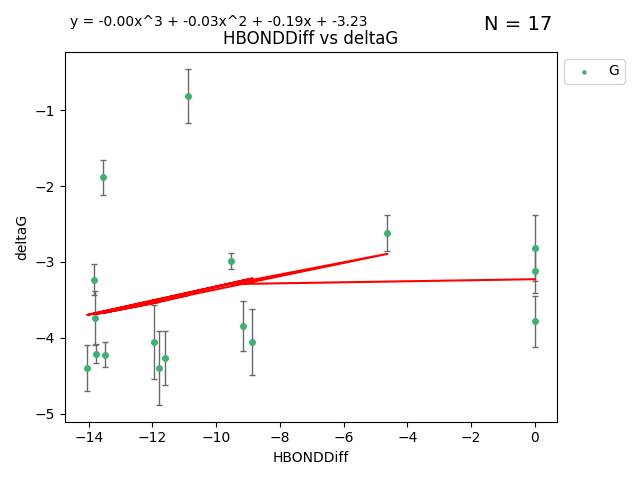 y = -0.00x^3 + -0.03x^2 + -0.19x + -3.23
N = 17
HBONDDiff vs deltaG
G
−1
−2
−3
−4
−5
deltaG
−14
−12
−10
−8
−6
−4
−2
0
HBONDDiff